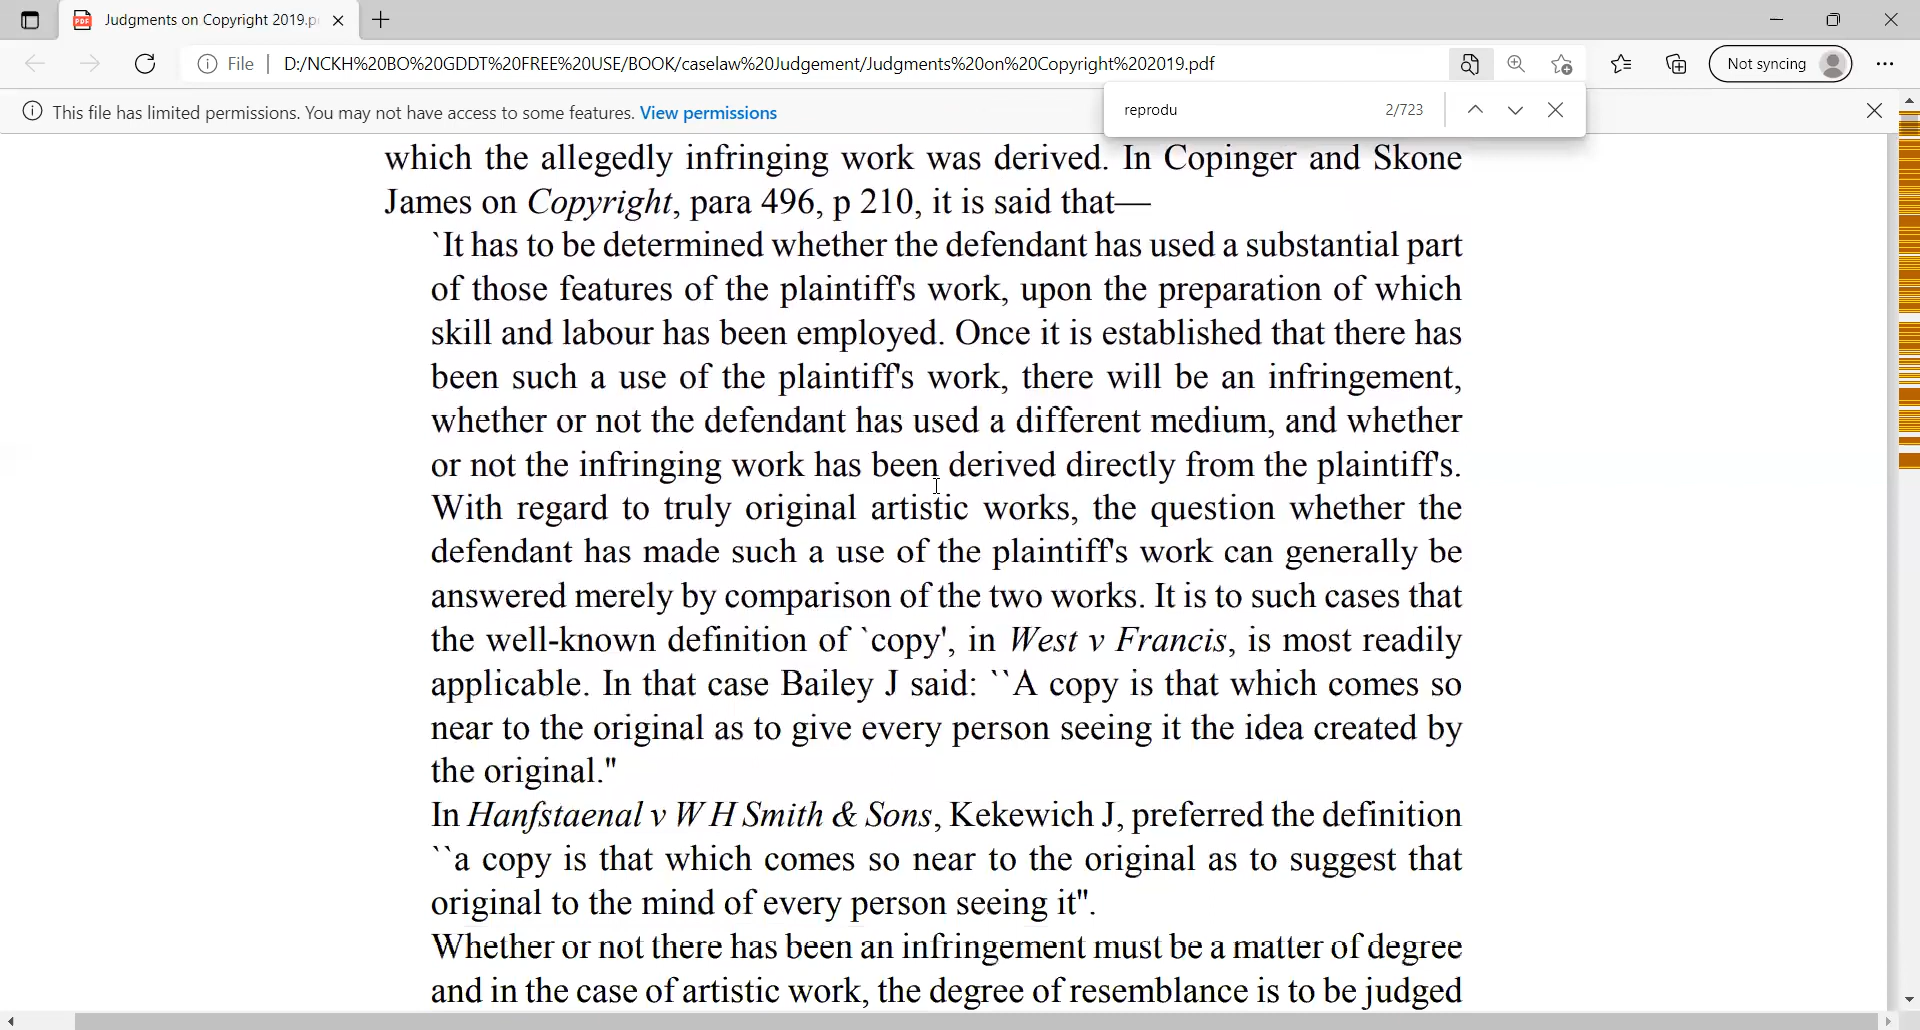 Judgments on Copyright 2019.p
File
D:/NCKH%20BO%20GDDT%20FREE%20USE/BOOK/caselaw%20Judgement/Judgments%20on%20Copyright%202019.pdf
Not syncing
This file has limited permissions. You may not have access to some features. View permissions
reprodu
2/723
which the allegedly infringing work was derived. In Copinger and Skone
James on Copyright, para 496, p 210, it is said that—
`It has to be determined whether the defendant has used a substantial part
of those features of the plaintiff's work, upon the preparation of which
skill and labour has been employed. Once it is established that there has
been such a use of the plaintiff's work, there will be an infringement,
whether or not the defendant has used a different medium, and whether
or not the infringing work has been derived directly from the plaintiff's.
With regard to truly original artistic works, the question whether the
defendant has made such a use of the plaintiff's work can generally be
answered merely by comparison of the two works. It is to such cases that
the well-known definition of `copy', in West v Francis, is most readily
applicable. In that case Bailey J said: ``A copy is that which comes so
near to the original as to give every person seeing it the idea created by
the original."
In Hanfstaenal v W H Smith & Sons, Kekewich J, preferred the definition
``a copy is that which comes so near to the original as to suggest that
original to the mind of every person seeing it".
Whether or not there has been an infringement must be a matter of degree
and in the case of artistic work, the degree of resemblance is to be judged